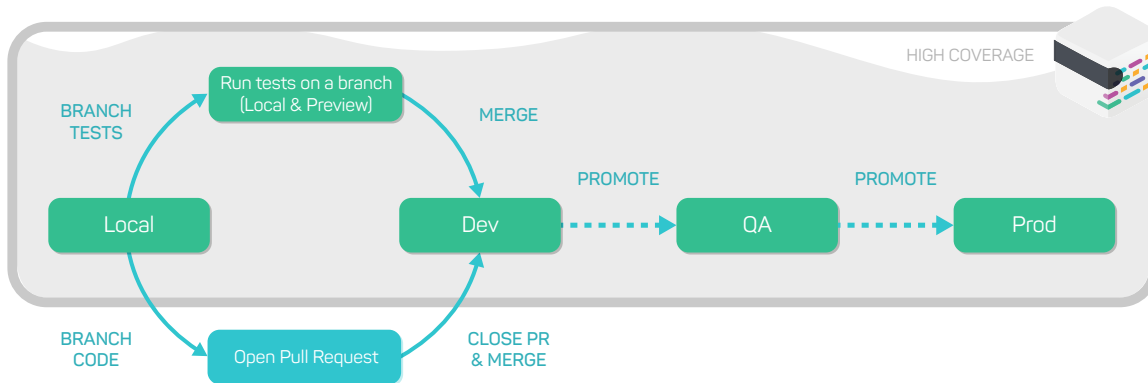 HIGH COVERAGE
Run tests on a branch
(Local & Preview)
BRANCH
TESTS
MERGE
PROMOTE
PROMOTE
Local
Dev
QA
Prod
BRANCH
CODE
Open Pull Request
CLOSE PR
& MERGE